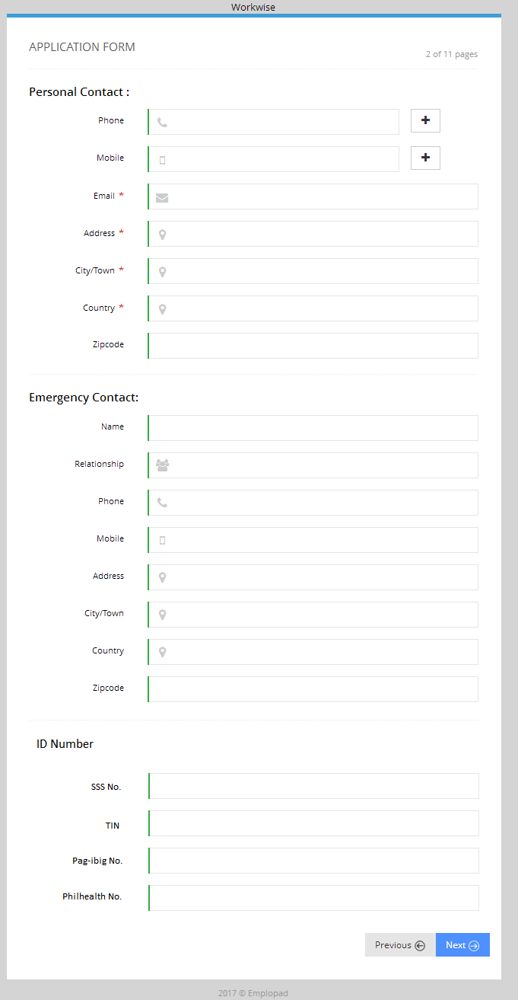 Workwise
APPLICATION FORM
2 of 11 pages
Personal Contact :
Phone
Mobile
Email *
Address *
City/Town *
Country *
Zipcode
Emergency Contact:
Name
Relationship
Phone
Mobile
Address
City/Town
Country
Zipcode
ID Number
SSS No.
TIN
Pag-ibig No.
Philhealth No.
Previous Next
2017 © Emplopad